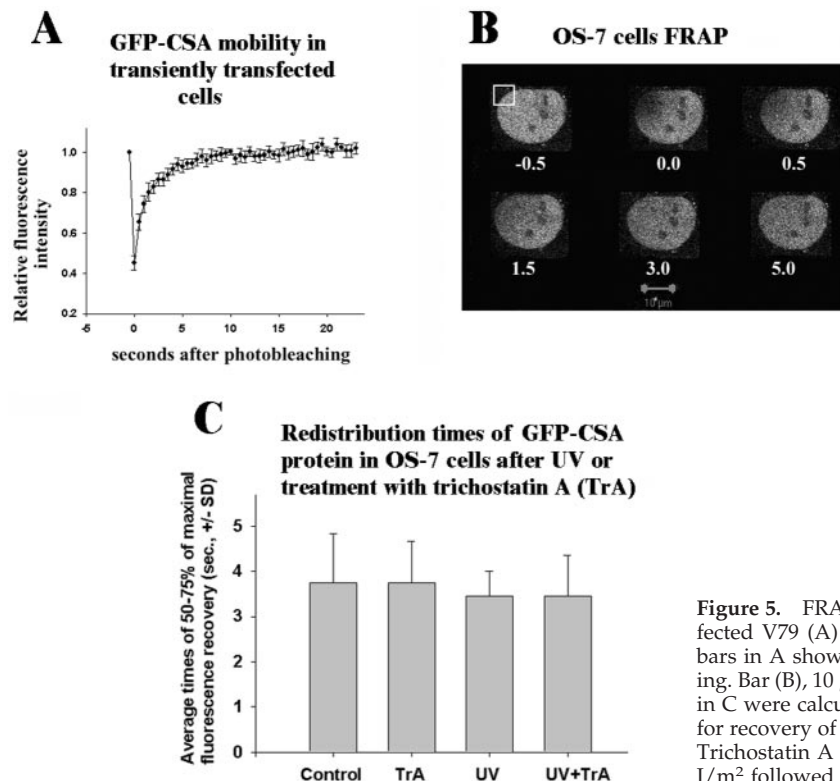 A
GFP-CSA mobility in
transiently transfected
cells
Relative fluorescence
intensity
1.0
0.8
0.6
0.4
0.2
-5 0 5 10 15 20
seconds after photobleaching
B
OS-7 cells FRAP
-0.5 0.0 0.5
1.5 3.0 5.0
10 µm
C
Redistribution times of GFP-CSA
protein in OS-7 cells after UV or
treatment with trichostatin A (TrA)
Average times of 50-75% of maximal
fluorescence recovery (sec., +/- SD)
5
4
3
2
1
0
Control TrA UV UV+TrA
Figure 5. FRA
fected V79 (A)
bars in A show
ing. Bar (B), 10
in C were calcu
for recovery of
Trichostatin A
J/m² followed